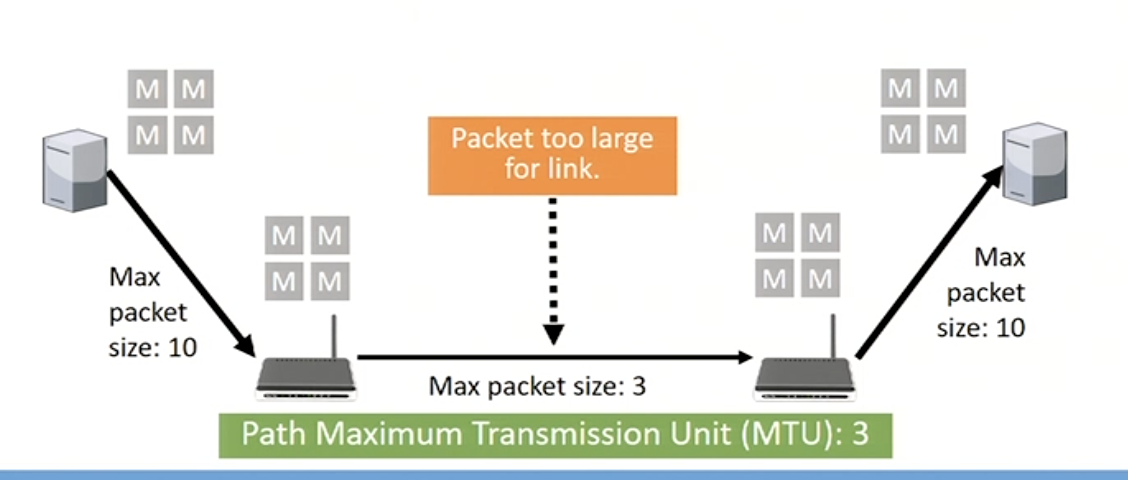 M M
M M
M M
M M
Packet too large
for link.
M M
M M
M M
M M
Max
packet
size: 10
Max
packet
size: 10
Max packet size: 3
Path Maximum Transmission Unit (MTU): 3